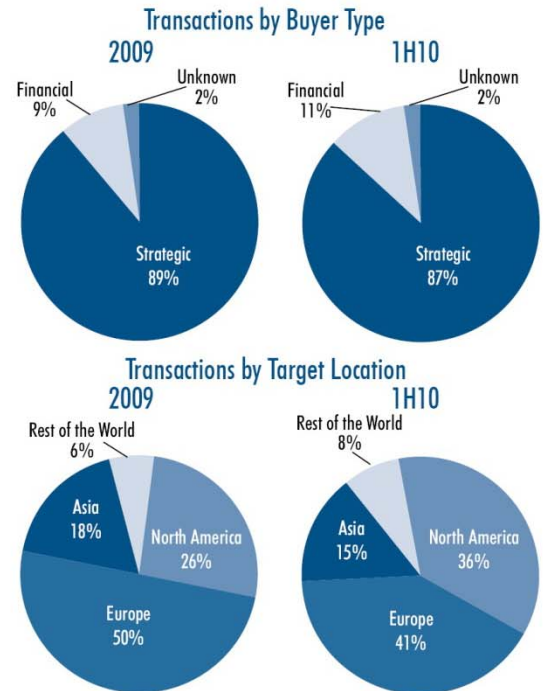 Transactions by Buyer Type
2009
1H10
Financial
9%
Unknown
2%
Strategic
89%
Financial
11%
Unknown
2%
Strategic
87%
Transactions by Target Location
2009
1H10
Rest of the World
6%
Asia
18%
North America
26%
Europe
50%
Rest of the World
8%
Asia
15%
North America
36%
Europe
41%